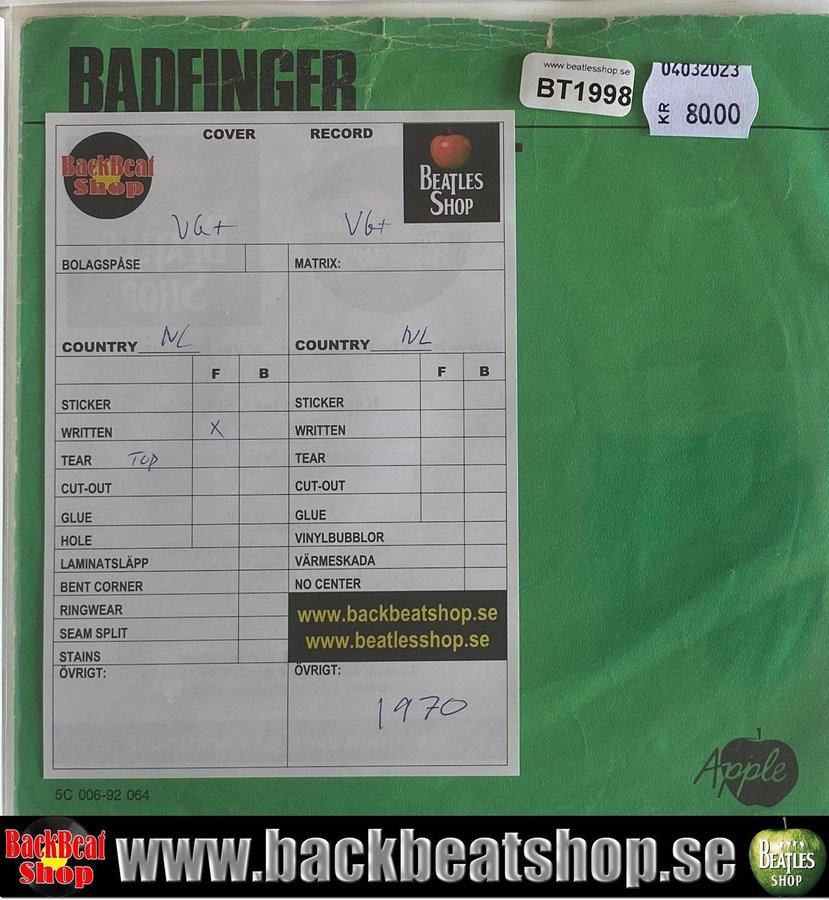 BADFINGER
www.beatlesshop.se
BT1998
04032023
KR 80.00
COVER RECORD
BackBeat
Shop
BEATLES
SHOP
VG+ VG+
BOLAGSPÅSE MATRIX:
COUNTRY NL COUNTRY NL
F B F B
STICKER STICKER
WRITTEN X WRITTEN
TEAR TOP TEAR
CUT-OUT CUT-OUT
GLUE GLUE
HOLE VINYLBUBBLOR
LAMINATSLÄPP VÄRMESKADA
BENT CORNER NO CENTER
RINGWEAR
www.backbeatshop.se
SEAM SPLIT
www.beatlesshop.se
STAINS
ÖVRIGT: ÖVRIGT:
1970
Apple
5C 006-92 064
BackBeat
Shop
www.backbeatshop.se
BEATLES
SHOP